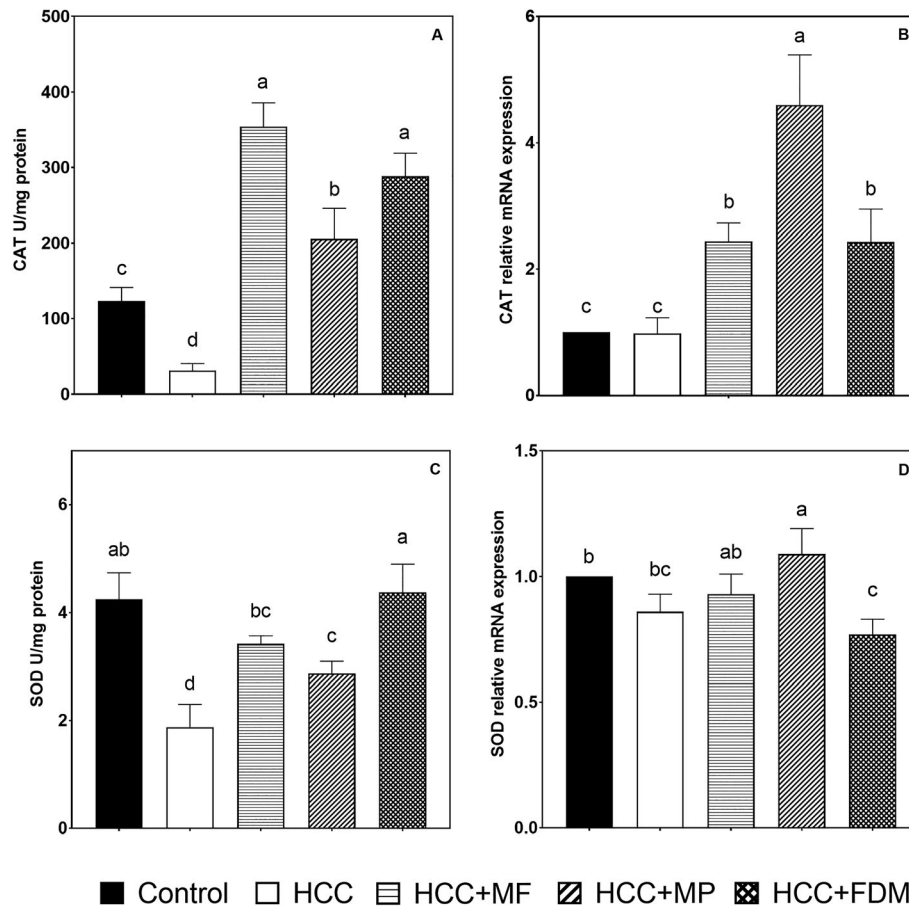 A
CAT U/mg protein
500
400
300
200
100
0
c
d
a
b
a
B
CAT relative mRNA expression
6
4
2
0
c
c
b
a
b
C
SOD U/mg protein
6
4
2
0
ab
d
bc
c
a
D
SOD relative mRNA expression
1.5
1.0
0.5
0.0
b
bc
ab
a
c
Control HCC HCC+MF HCC+MP HCC+FDM